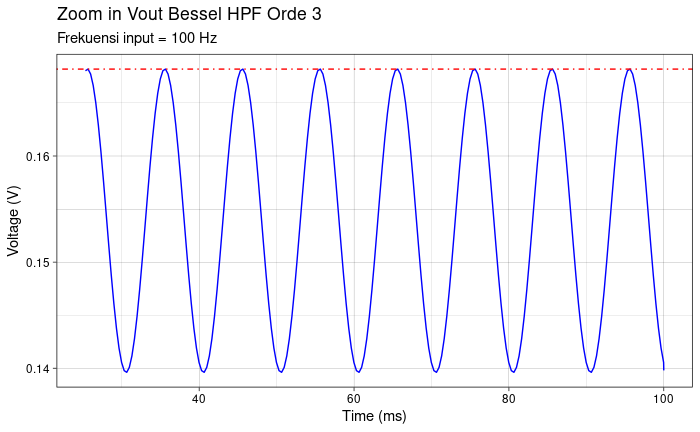 Zoom in Vout Bessel HPF Orde 3
Frekuensi input = 100 Hz
Voltage (V)
0.16
0.15
0.14
40 60 80 100
Time (ms)